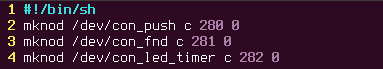 1 #!/bin/sh
2 mknod /dev/con_push c 280 0
3 mknod /dev/con_fnd c 281 0
4 mknod /dev/con_led_timer c 282 0